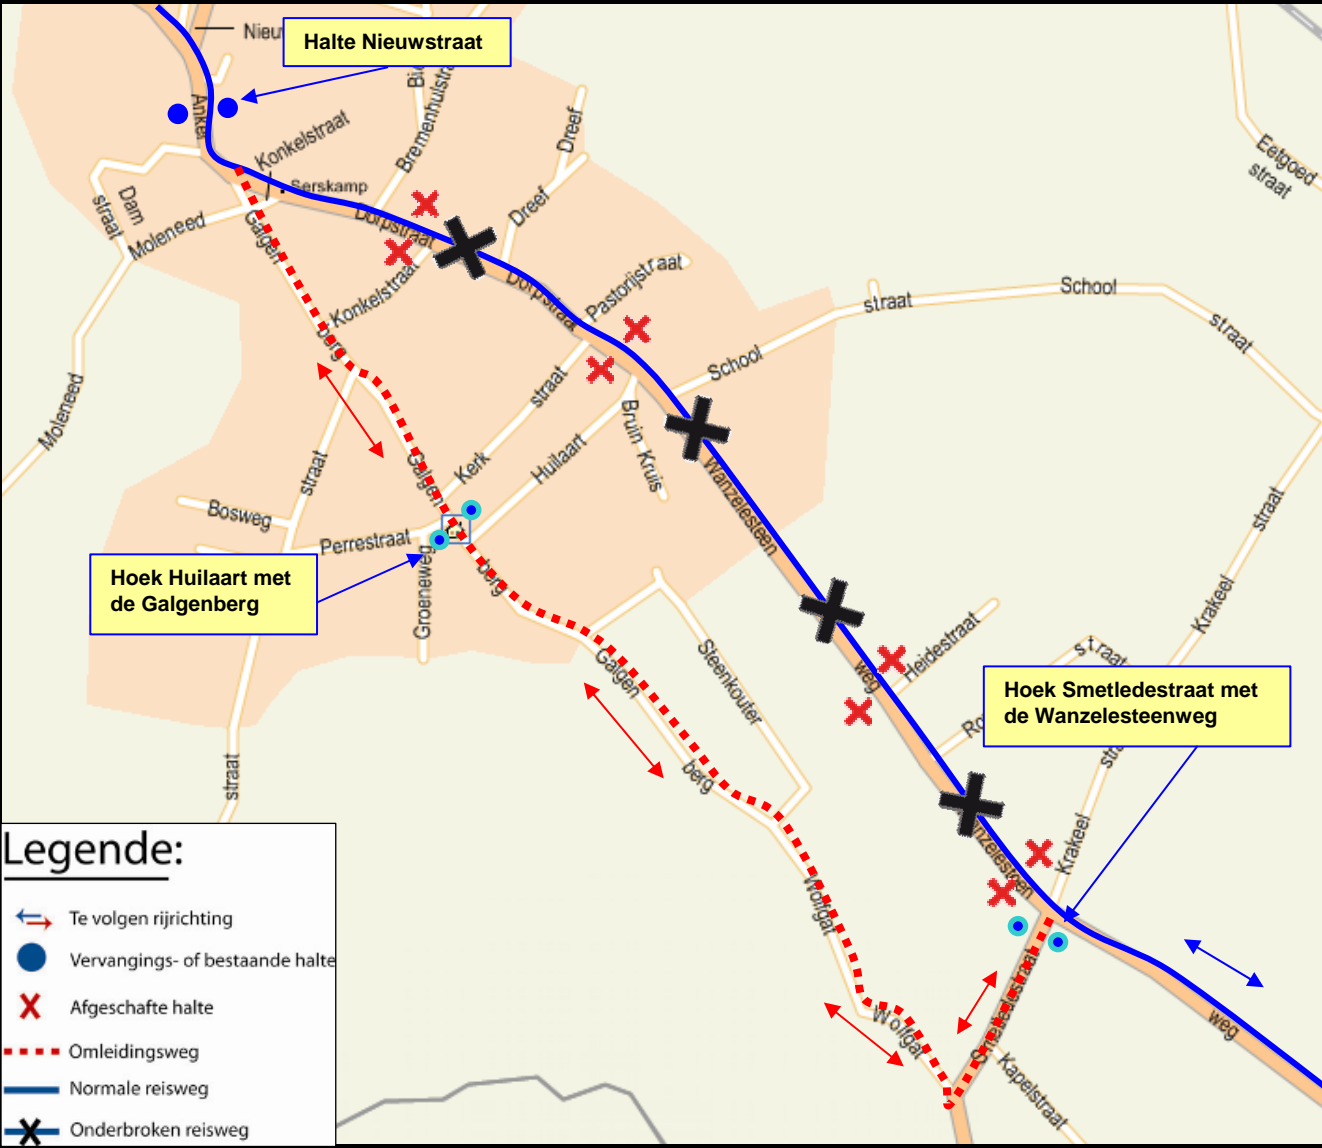 Nieuw
Halte Nieuwstraat
Ankel
Konkelstraat
Bremenhulstraat
Dreef
Dreef
Eetgoed
straat
Serskamp
Dam
straat
Moleneed
Galgen
berg
Dorpstraat
Konkelstraat
Dorpstraat
Pastorijstraat
School
straat
School
straat
Moleneed
straat
Kerk
straat
Huilaart
Bruin Kruis
Galgen
berg
Wanzelesteen
weg
Bosweg
Perrestraat
Groeneweg
Hoek Huilaart met
de Galgenberg
straat
Galgen
berg
Steenkouter
Heidestraat
straat
Krakeel
straat
Hoek Smetledestraat met
de Wanzelesteenweg
Krakeel
Wolfgat
Wolfgat
Smetledestraat
Kapelstraat
weg
Legende:
Te volgen rijrichting
Vervangings- of bestaande halte
Afgeschafte halte
Omleidingsweg
Normale reisweg
Onderbroken reisweg